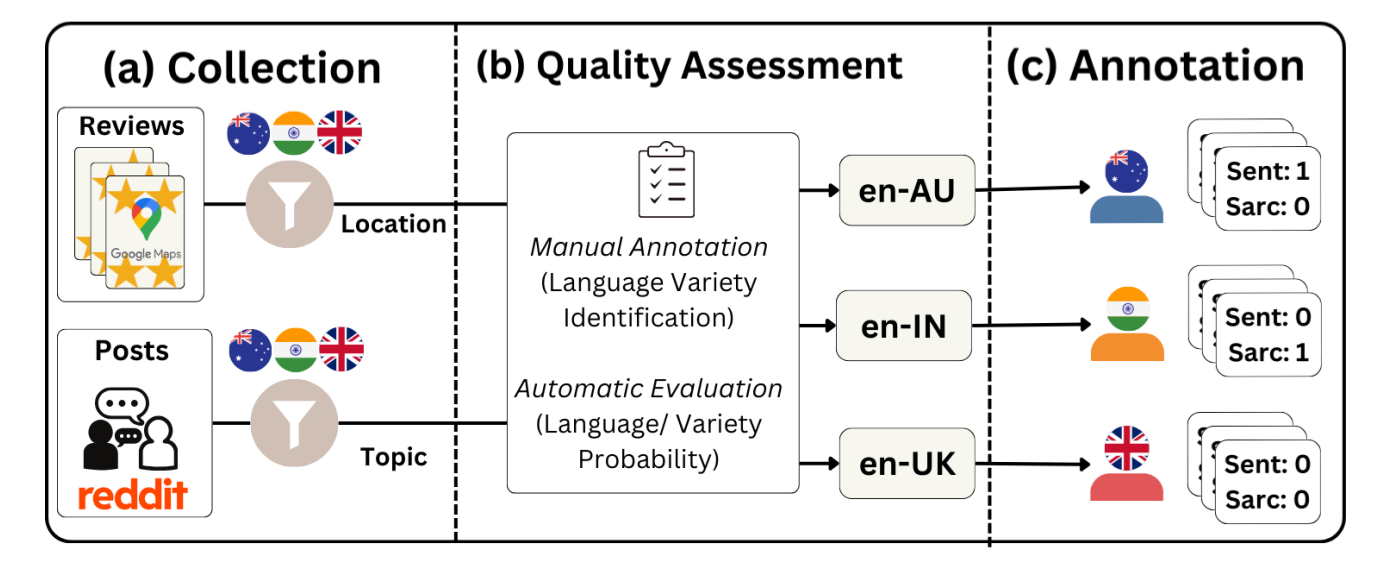 (a) Collection
Reviews
Google Maps
Location
Posts
reddit
Topic
(b) Quality Assessment
Manual Annotation
(Language Variety
Identification)
Automatic Evaluation
(Language/ Variety
Probability)
en-AU
en-IN
en-UK
(c) Annotation
Sent: 1
Sarc: 0
Sent: 0
Sarc: 1
Sent: 0
Sarc: 0